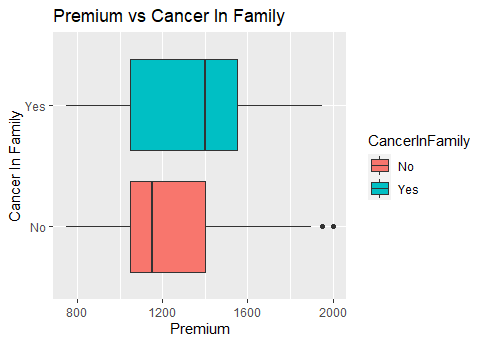 Premium vs Cancer In Family
Cancer In Family
Yes
No
800
1200
1600
2000
Premium
CancerInFamily
No
Yes